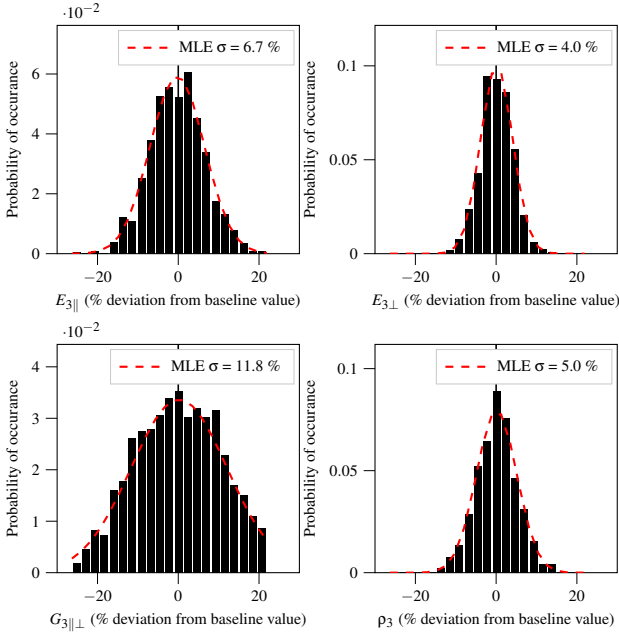 ·10⁻²
MLE σ = 6.7 %
6
4
2
0
−20 0 20
Probability of occurance
E3∥ (% deviation from baseline value)
MLE σ = 4.0 %
0.1
0.05
0
−20 0 20
Probability of occurance
E3⊥ (% deviation from baseline value)
·10⁻²
MLE σ = 11.8 %
4
3
2
1
0
−20 0 20
Probability of occurance
G3∥⊥ (% deviation from baseline value)
MLE σ = 5.0 %
0.1
0.05
0
−20 0 20
Probability of occurance
ρ3 (% deviation from baseline value)